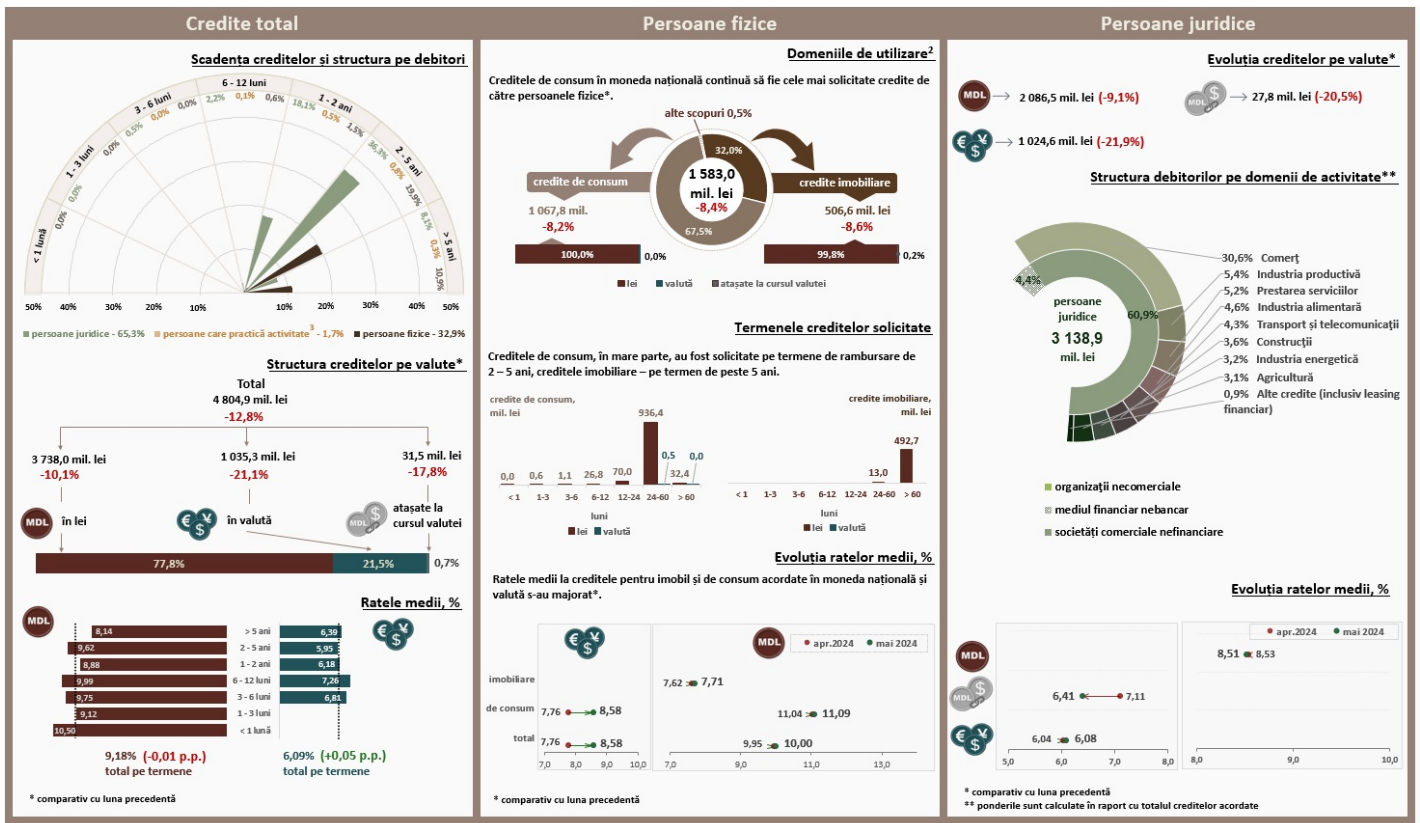 Credite total
Scadența creditelor și structura pe debitori
< 1 lună
1 - 3 luni
3 - 6 luni
6 - 12 luni
1 - 2 ani
2 - 5 ani
> 5 ani
0,0%
0,0%
0,0%
0,5%
0,0%
0,0%
2,2%
0,1%
0,6%
18,1%
0,5%
1,5%
36,3%
0,8%
19,9%
8,1%
0,3%
10,9%
50% 40% 30% 20% 10% 10% 20% 30% 40% 50%
persoane juridice - 65,3% persoane care practică activitate 3 - 1,7% persoane fizice - 32,9%
Structura creditelor pe valute*
Total
4 804,9 mil. lei
-12,8%
3 738,0 mil. lei 1 035,3 mil. lei 31,5 mil. lei
-10,1% -21,1% -17,8%
MDL în lei
€ ¥ $ în valută
MDL $ atașate la
cursul valutei
77,8% 21,5% 0,7%
Ratele medii, %
MDL
€ ¥ $
8,14 > 5 ani 6,39
9,62 2 - 5 ani 5,95
8,88 1 - 2 ani 6,18
9,99 6 - 12 luni 7,26
9,75 3 - 6 luni 6,81
9,12 1 - 3 luni
10,50 < 1 lună
9,18% (-0,01 p.p.) 6,09% (+0,05 p.p.)
total pe termene total pe termene
* comparativ cu luna precedentă
Persoane fizice
Domeniile de utilizare2
Creditele de consum în moneda națională continuă să fie cele mai solicitate credite de
către persoanele fizice*.
alte scopuri 0,5%
32,0%
1 583,0
mil. lei
-8,4%
67,5%
credite de consum
1 067,8 mil.
-8,2%
100,0% 0,0%
credite imobiliare
506,6 mil. lei
-8,6%
99,8% 0,2%
lei valută atașate la cursul valutei
Termenele creditelor solicitate
Creditele de consum, în mare parte, au fost solicitate pe termene de rambursare de
2 – 5 ani, creditele imobiliare – pe termen de peste 5 ani.
credite de consum,
mil. lei
0,0 0,6 1,1 26,8 70,0 936,4 0,5 32,4 0,0
< 1 1-3 3-6 6-12 12-24 24-60 > 60
luni
lei valută
credite imobiliare,
mil. lei
13,0 492,7
< 1 1-3 3-6 6-12 12-24 24-60 > 60
luni
lei valută
Evoluția ratelor medii, %
Ratele medii la creditele pentru imobil și de consum acordate în moneda națională și
valută s-au majorat*.
€ ¥ $
MDL
apr.2024 mai 2024
imobiliare 7,62 7,71
de consum 7,76 8,58 11,04 11,09
total 7,76 8,58 9,95 10,00
7,0 8,0 9,0 10,0 7,0 9,0 11,0 13,0
* comparativ cu luna precedentă
Persoane juridice
Evoluția creditelor pe valute*
MDL 2 086,5 mil. lei (-9,1%)
MDL $ 27,8 mil. lei (-20,5%)
€ ¥ $ 1 024,6 mil. lei (-21,9%)
Structura debitorilor pe domenii de activitate**
4,4%
60,9%
persoane
juridice
3 138,9
mil. lei
30,6% Comerț
5,4% Industria productivă
5,2% Prestarea serviciilor
4,6% Industria alimentară
4,3% Transport și telecomunicații
3,6% Construcții
3,2% Industria energetică
3,1% Agricultură
0,9% Alte credite (inclusiv leasing
financiar)
organizații necomerciale
mediul financiar nebancar
societăți comerciale nefinanciare
Evoluția ratelor medii, %
apr.2024 mai 2024
MDL 8,51 8,53
MDL $ 6,41 7,11
€ ¥ $ 6,04 6,08
5,0 6,0 7,0 8,0 8,0 9,0 10,0
* comparativ cu luna precedentă
** ponderile sunt calculate în raport cu totalul creditelor acordate